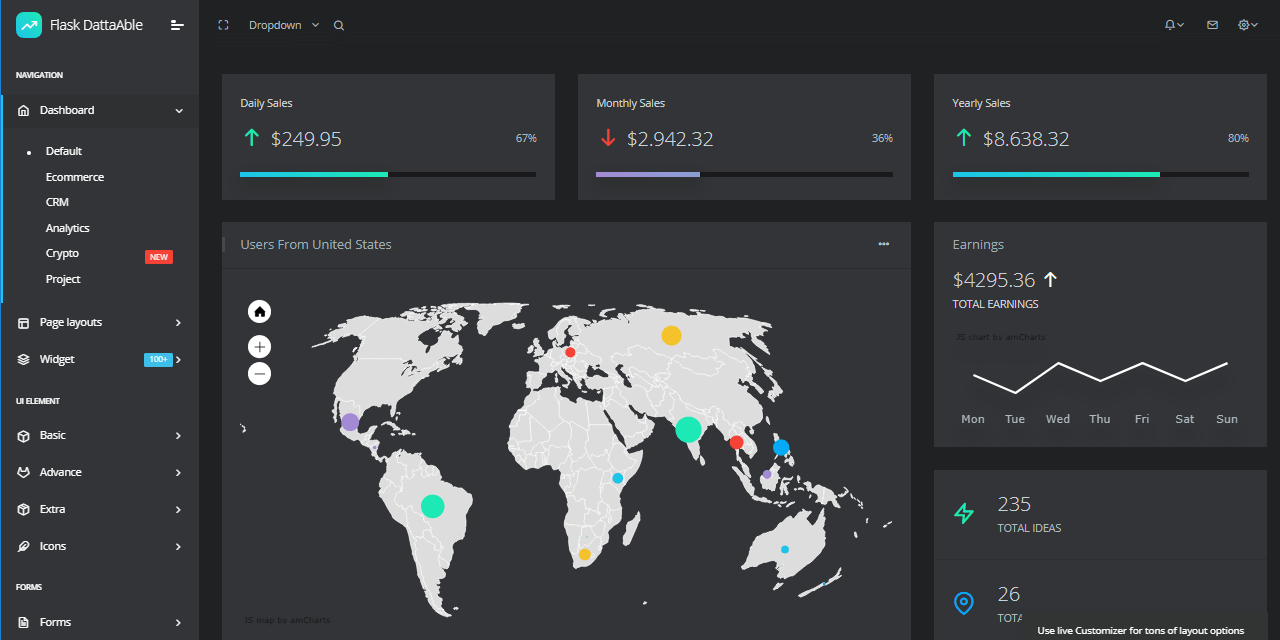 Flask DattaAble
Dropdown
NAVIGATION
Dashboard
Default
Ecommerce
CRM
Analytics
Crypto
NEW
Project
Page layouts
Widget
100+
UI ELEMENT
Basic
Advance
Extra
Icons
FORMS
Forms
Daily Sales
$249.95
67%
Monthly Sales
$2.942.32
36%
Yearly Sales
$8.638.32
80%
Users From United States
JS map by amCharts
Earnings
$4295.36
TOTAL EARNINGS
JS chart by amCharts
Mon Tue Wed Thu Fri Sat Sun
235
TOTAL IDEAS
26
Use live Customizer for tons of layout options